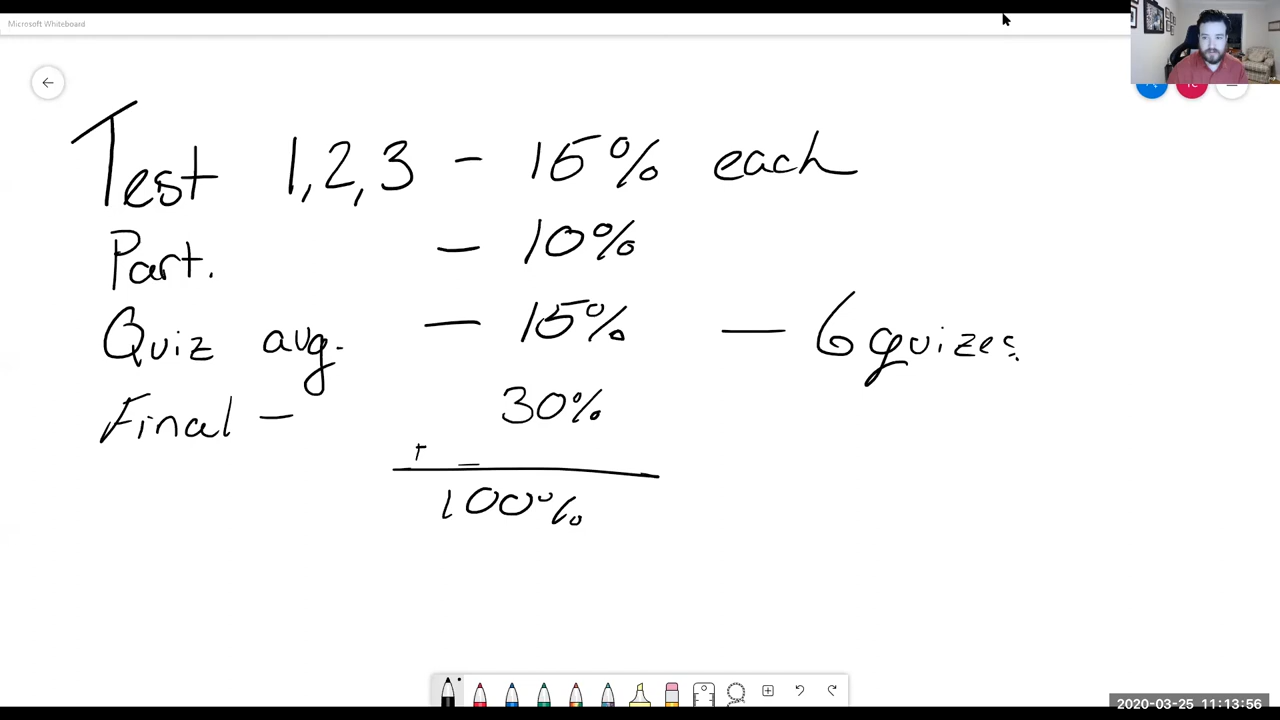 Microsoft Whiteboard
Test 1,2,3 - 15% each
Part. - 10%
Quiz avg. - 15% - 6 quizes.
Final - 30%
+
100%
2020-03-25 11:13:56